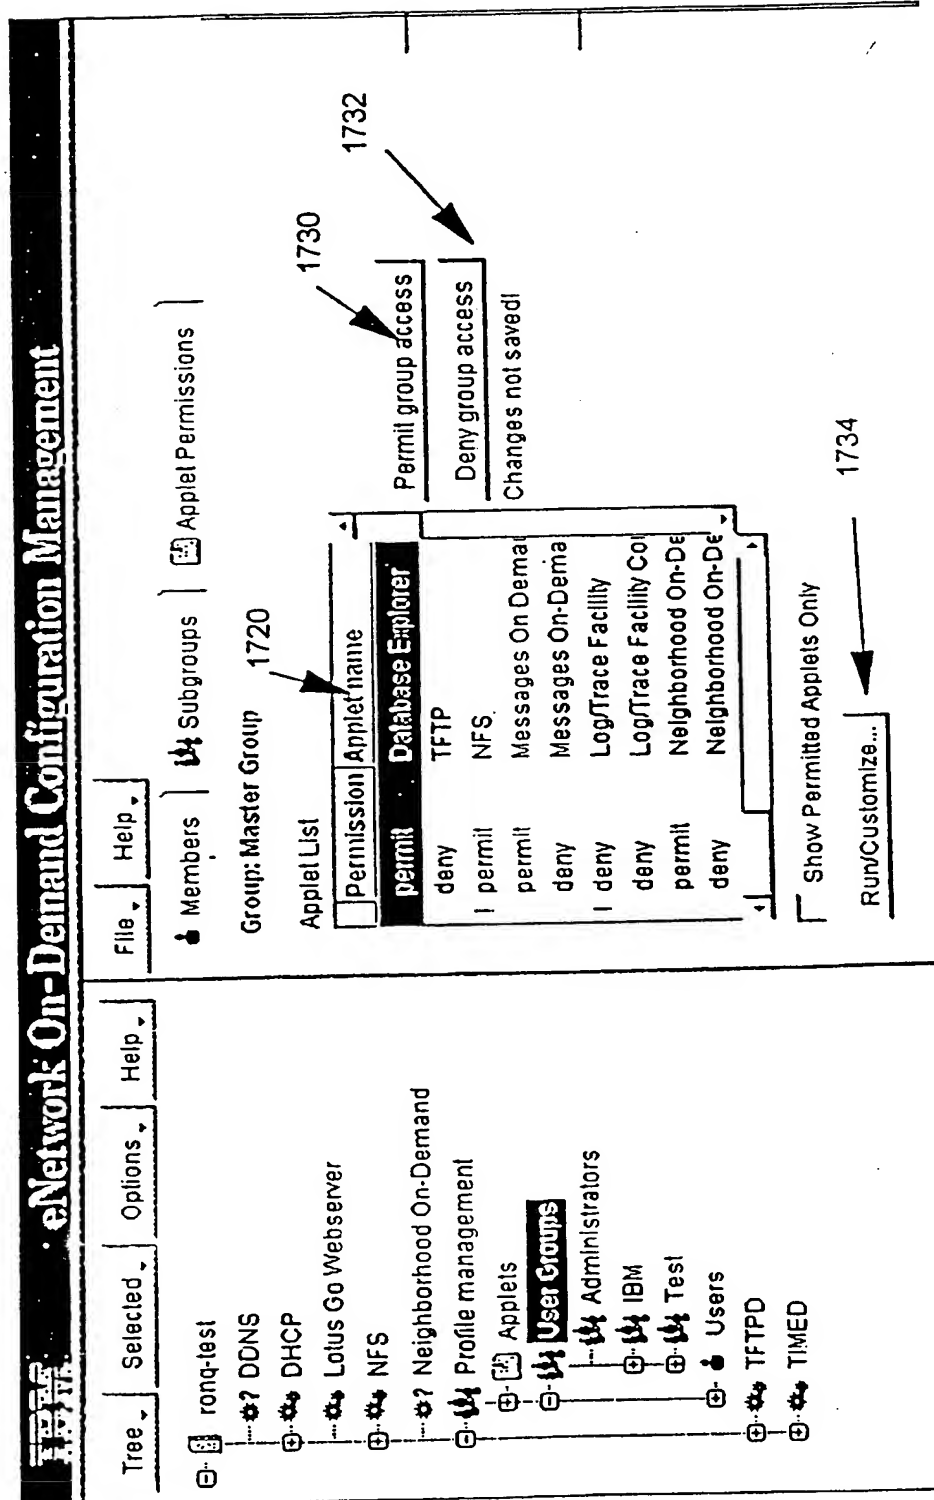 IBM eNetwork On-Demand Configuration Management
Tree Selected Options Help
ronq-test
? DDNS
DHCP
Lotus Go Webserver
NFS
? Neighborhood On-Demand
Profile management
Applets
User Groups
Administrators
IBM
Test
Users
TFTPD
TIMED
File Help
Members Subgroups Applet Permissions
Group: Master Group
1720
Applet List
Permission Applet name
permit Database Explorer
deny TFTP
! permit NFS
permit Messages On Demai
deny Messages On-Dema
! deny Log/Trace Facility
deny Log/Trace Facility Coi
permit Neighborhood On-De
deny Neighborhood On-De
1730
Permit group access
1732
Deny group access
Changes not saved!
Show Permitted Applets Only
Run/Customize...
1734